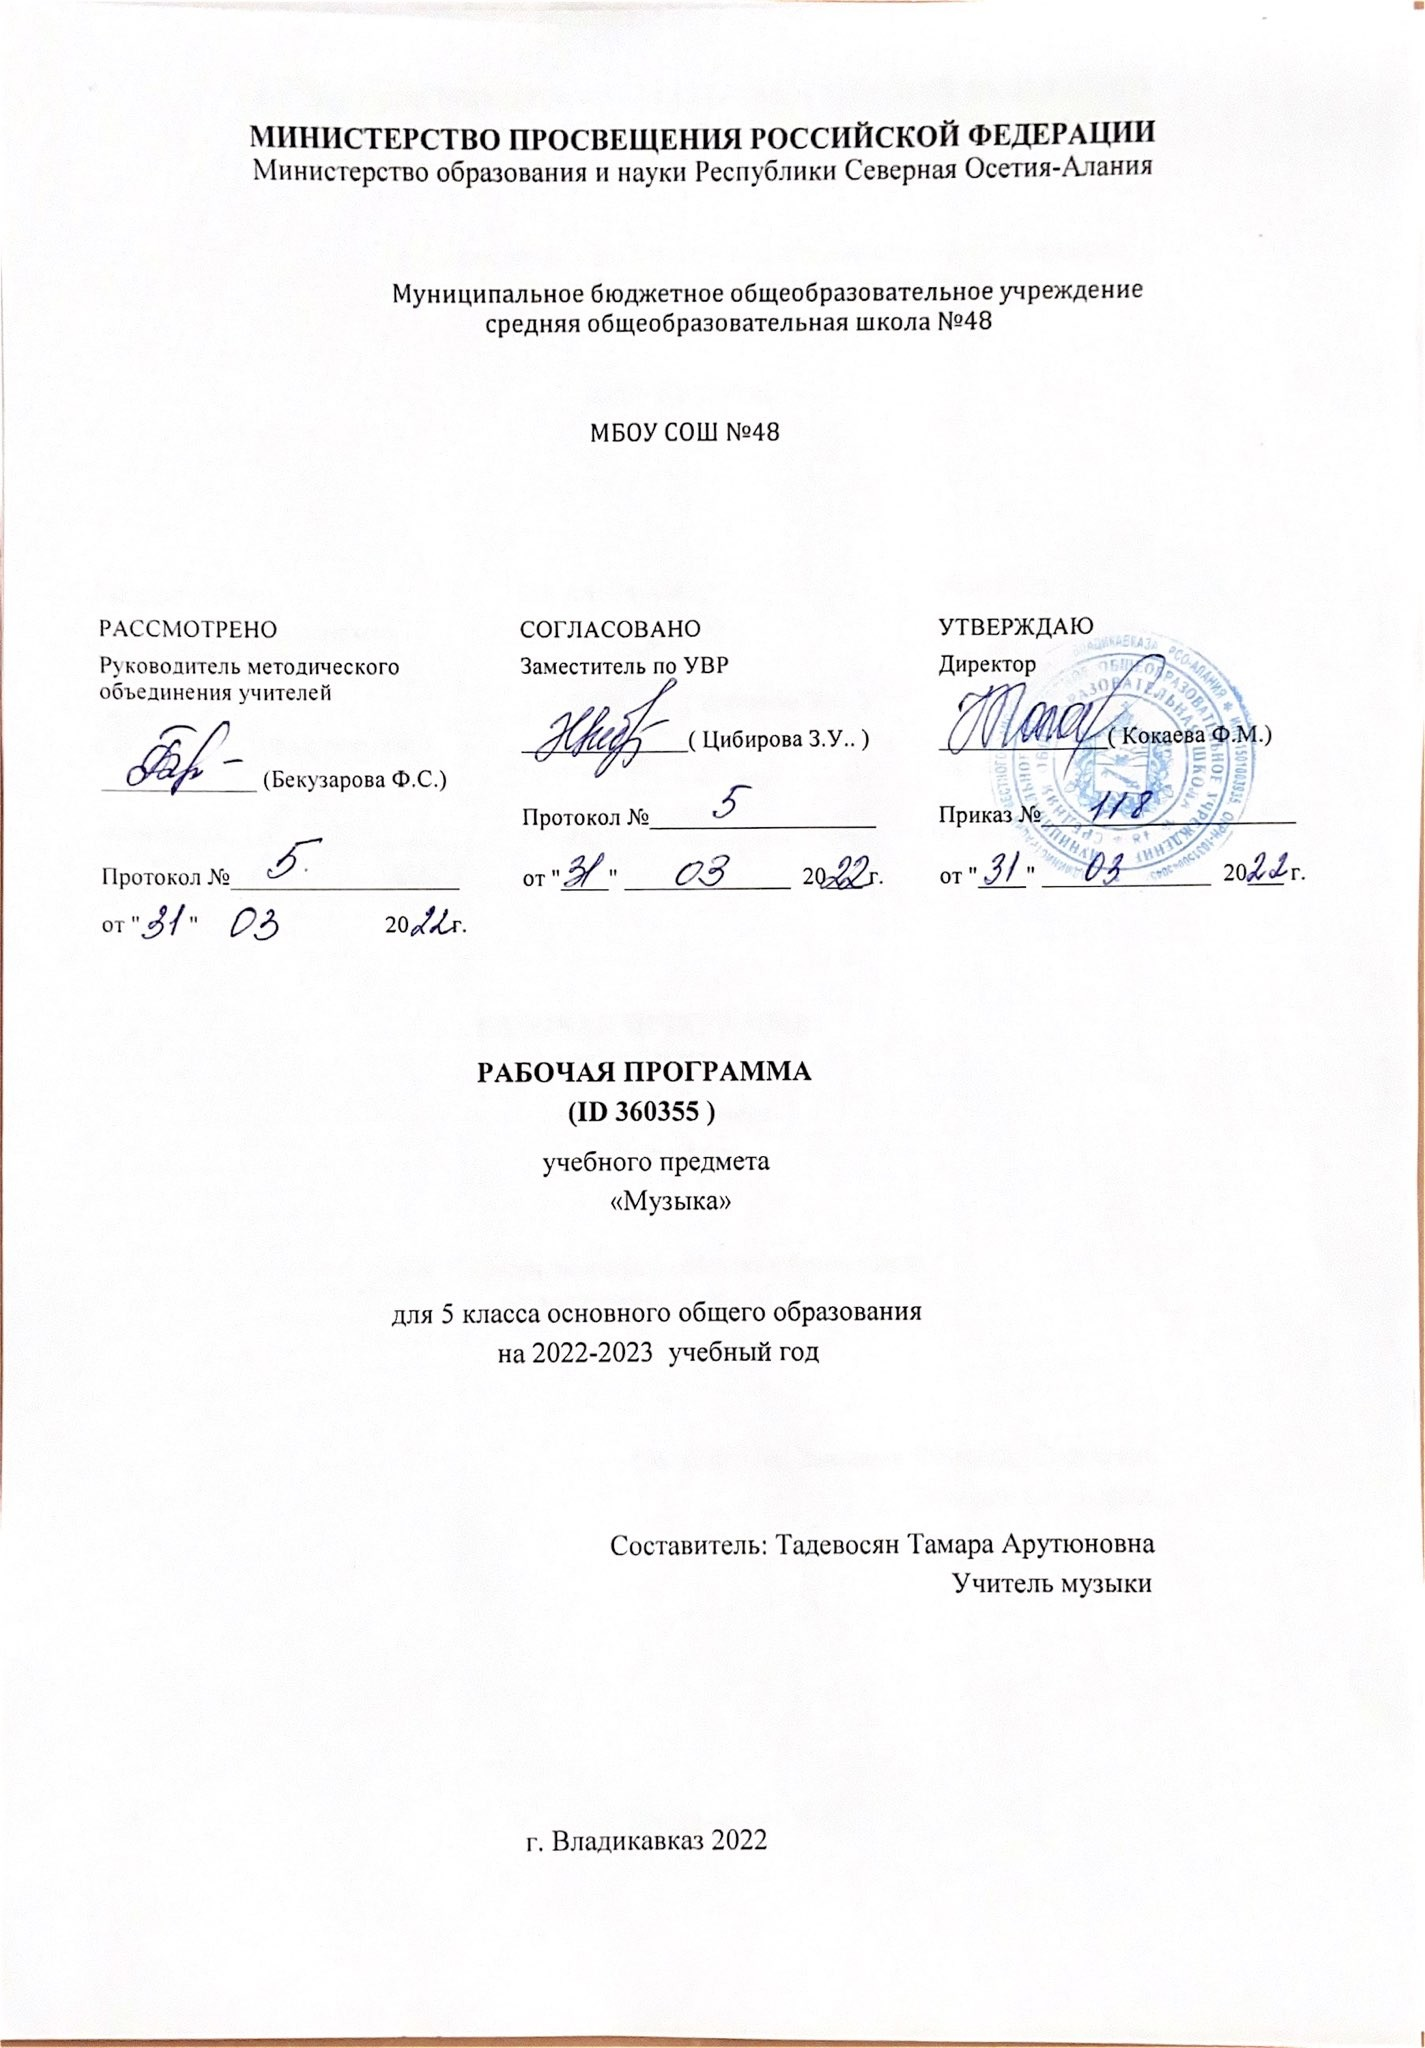 МИНИСТЕРСТВО ПРОСВЕЩЕНИЯ РОССИЙСКОЙ ФЕДЕРАЦИИ
Министерство образования и науки Республики Северная Осетия-Алания
Муниципальное бюджетное общеобразовательное учреждение
средняя общеобразовательная школа №48
МБОУ СОШ №48
РАССМОТРЕНО
Руководитель методического
объединения учителей
(Бекузарова Ф.С.)
Протокол № 5.
от "31" 03 2022г.
СОГЛАСОВАНО
Заместитель по УВР
( Цибирова З.У.. )
Протокол № 5
от "31" 03 2022г.
УТВЕРЖДАЮ
Директор
( Кокаева Ф.М.)
Приказ № 118
от "31" 03 2022 г.
РАБОЧАЯ ПРОГРАММА
(ID 360355 )
учебного предмета
«Музыка»
для 5 класса основного общего образования
на 2022-2023 учебный год
Составитель: Тадевосян Тамара Арутюновна
Учитель музыки
г. Владикавказ 2022